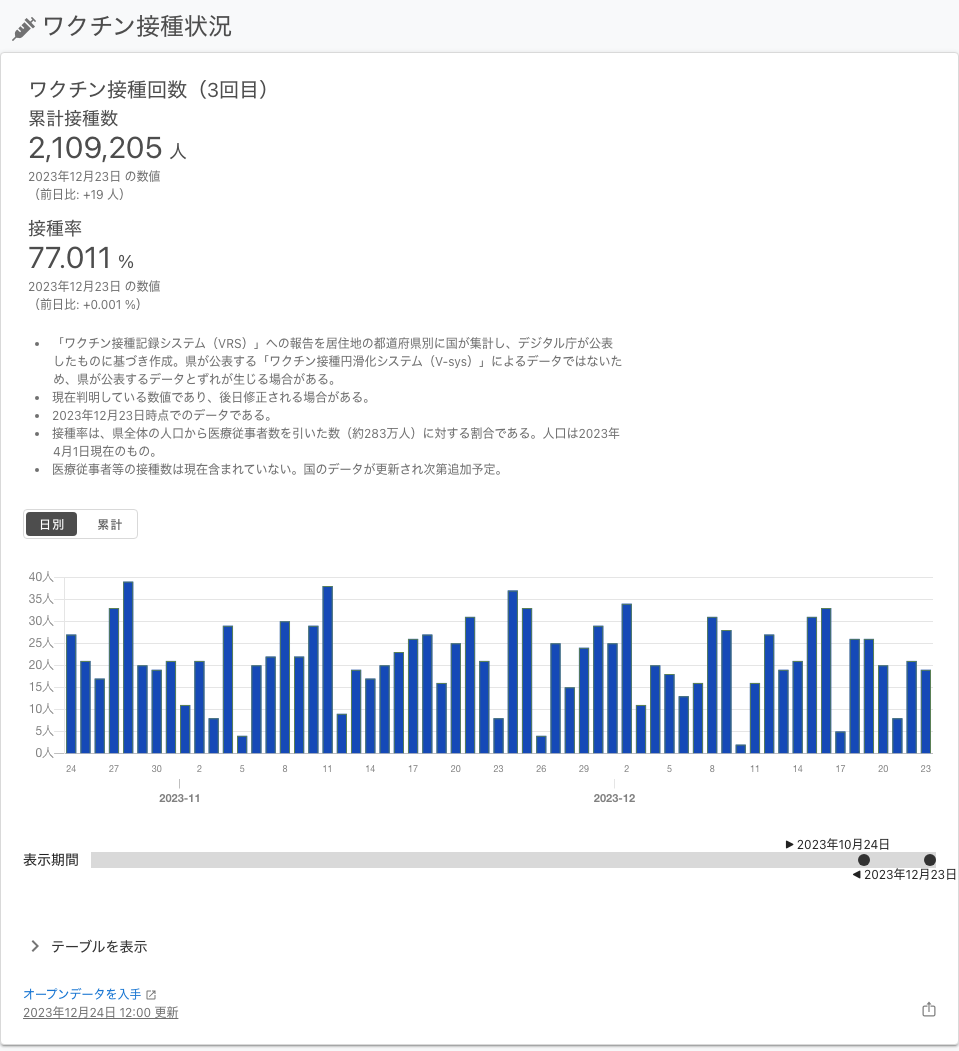 ワクチン接種状況
ワクチン接種回数（3回目）
累計接種数
2,109,205 人
2023年12月23日 の数値
（前日比: +19 人）
接種率
77.011 %
2023年12月23日 の数値
（前日比: +0.001 %）
• 「ワクチン接種記録システム（VRS）」への報告を居住地の都道府県別に国が集計し、デジタル庁が公表
したものに基づき作成。県が公表する「ワクチン接種円滑化システム（V-sys）」によるデータではないた
め、県が公表するデータとずれが生じる場合がある。
• 現在判明している数値であり、後日修正される場合がある。
• 2023年12月23日時点でのデータである。
• 接種率は、県全体の人口から医療従事者数を引いた数（約283万人）に対する割合である。人口は2023年
4月1日現在のもの。
• 医療従事者等の接種数は現在含まれていない。国のデータが更新され次第追加予定。
日別 累計
40人
35人
30人
25人
20人
15人
10人
5人
0人
24 27 30 2 5 8 11 14 17 20 23 26 29 2 5 8 11 14 17 20 23
2023-11 2023-12
▶ 2023年10月24日
表示期間
◀ 2023年12月23日
テーブルを表示
オープンデータを入手
2023年12月24日 12:00 更新